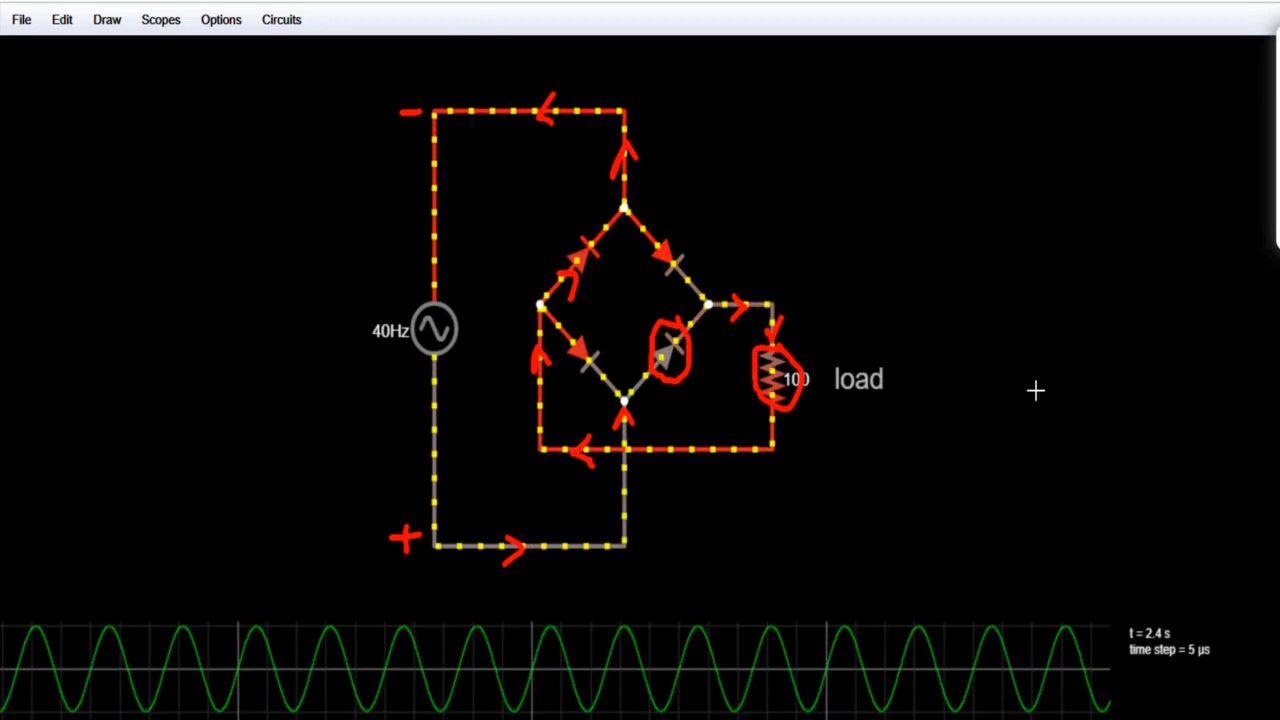 File Edit Draw Scopes Options Circuits
-
40Hz
100
load
+
t = 2.4 s
time step = 5 µs